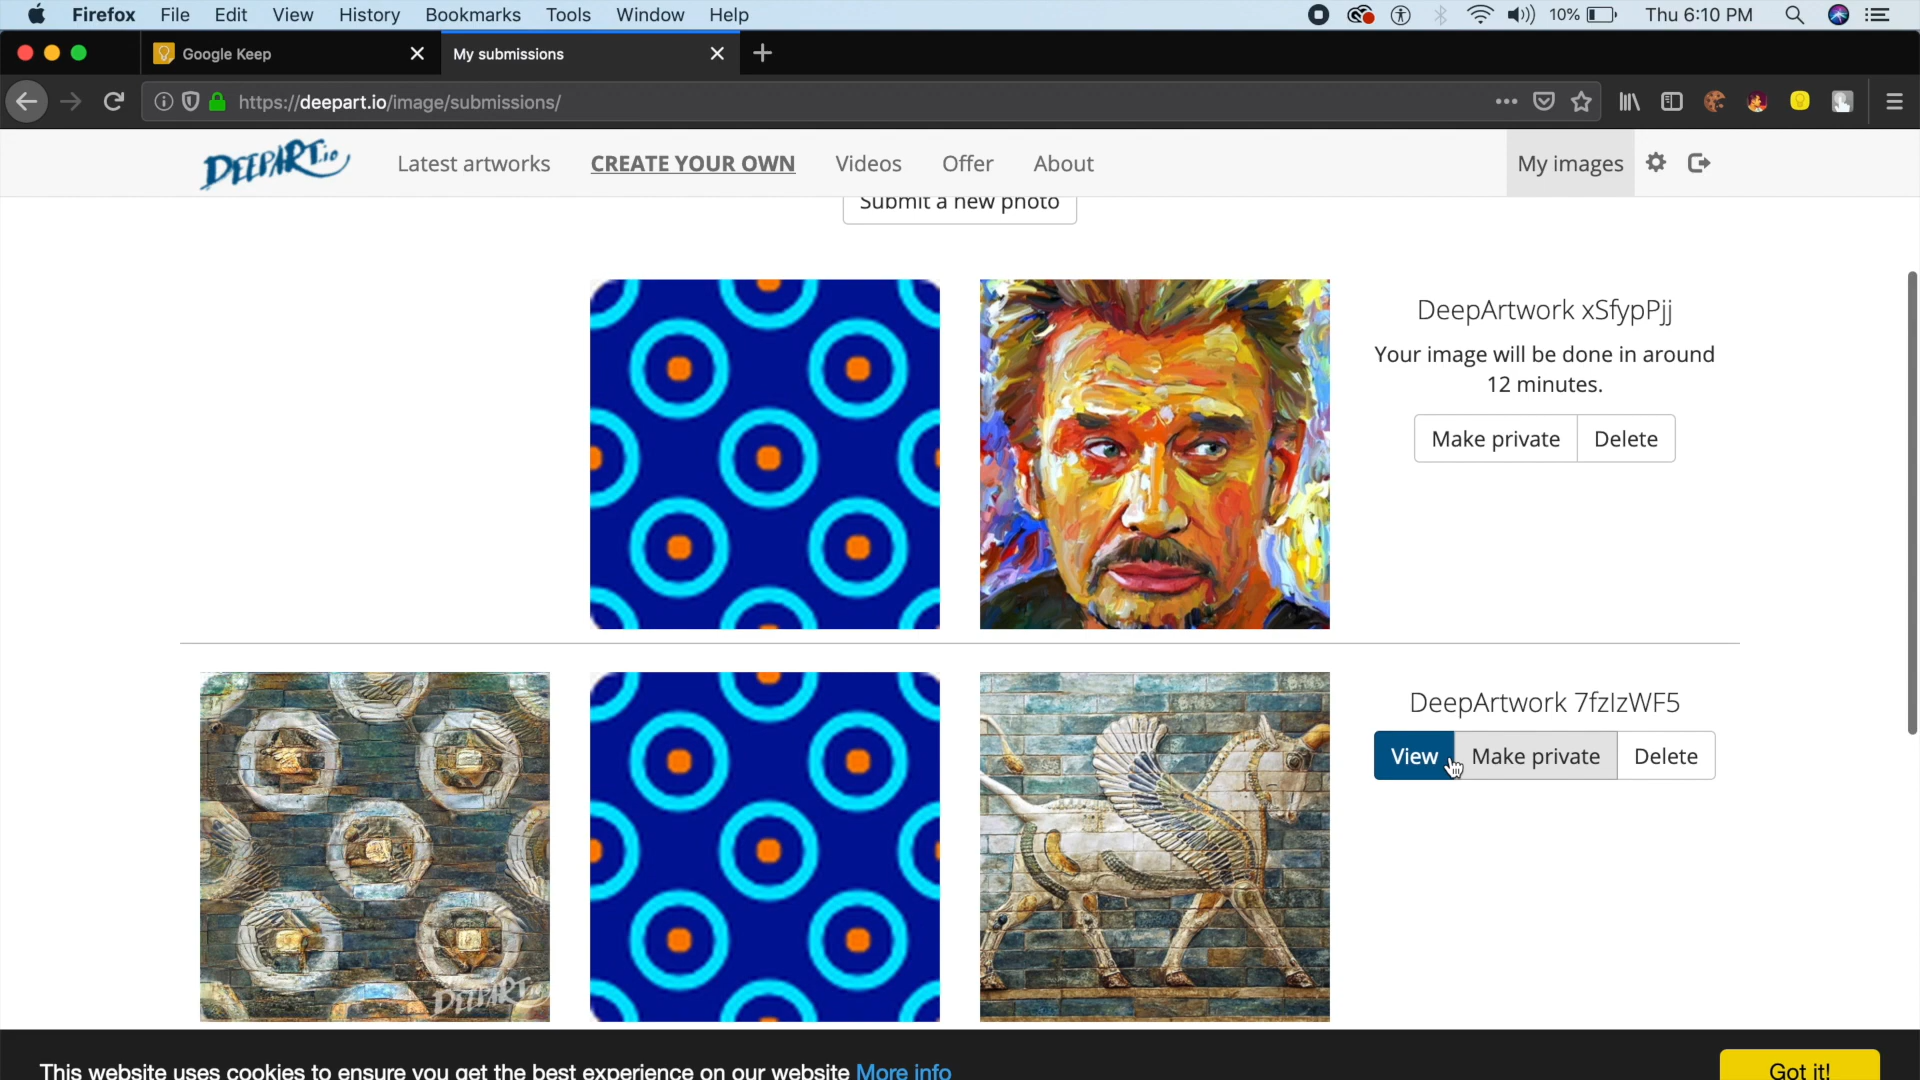 Firefox File Edit View History Bookmarks Tools Window Help 10% Thu 6:10 PM
Google Keep My submissions
https://deepart.io/image/submissions/
DEEPART.io Latest artworks CREATE YOUR OWN Videos Offer About My images
Submit a new photo
DeepArtwork xSfypPjj
Your image will be done in around
12 minutes.
Make private Delete
DeepArtwork 7fzIzWF5
View Make private Delete
DEEPART.io
This website uses cookies to ensure you get the best experience on our website More info
Got it!